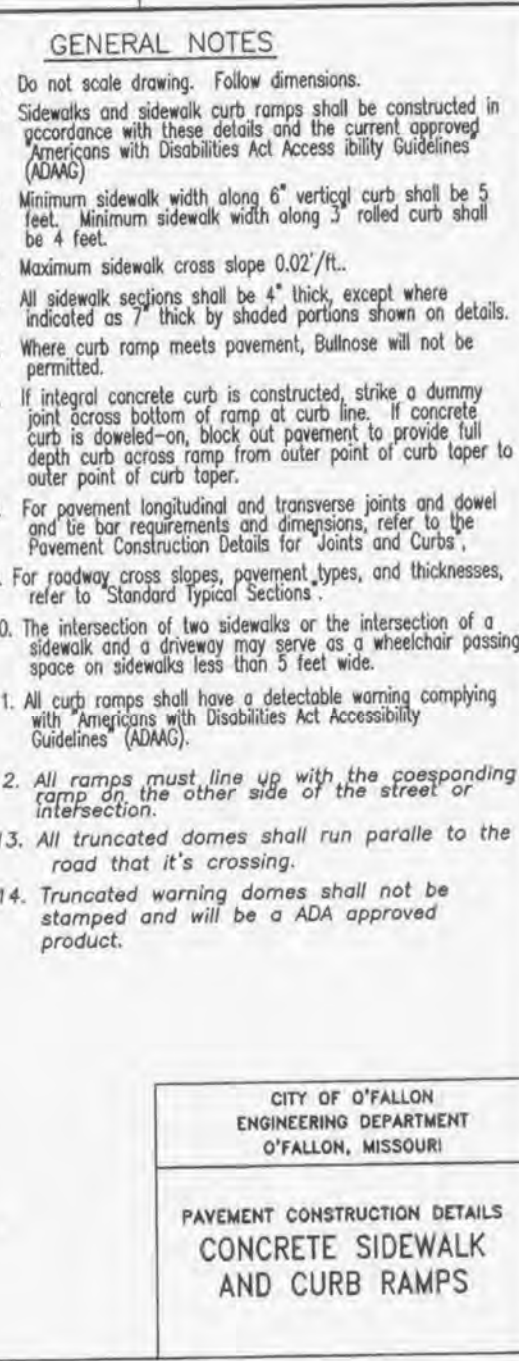 GENERAL NOTES
Do not scale drawing. Follow dimensions.
Sidewalks and sidewalk curb ramps shall be constructed in
accordance with these details and the current approved
"Americans with Disabilities Act Access ibility Guidelines"
(ADAAG)
Minimum sidewalk width along 6" vertical curb shall be 5
feet. Minimum sidewalk width along 3" rolled curb shall
be 4 feet.
Maximum sidewalk cross slope 0.02'/ft..
All sidewalk sections shall be 4" thick, except where
indicated as 7" thick by shaded portions shown on details.
Where curb ramp meets pavement, Bullnose will not be
permitted.
If integral concrete curb is constructed, strike a dummy
joint across bottom of ramp at curb line. If concrete
curb is doweled-on, block out pavement to provide full
depth curb across ramp from outer point of curb taper to
outer point of curb taper.
For pavement longitudinal and transverse joints and dowel
and tie bar requirements and dimensions, refer to the
Pavement Construction Details for "Joints and Curbs",
. For roadway cross slopes, pavement types, and thicknesses,
refer to "Standard Typical Sections".
0. The intersection of two sidewalks or the intersection of a
sidewalk and a driveway may serve as a wheelchair passing
space on sidewalks less than 5 feet wide.
1. All curb ramps shall have a detectable warning complying
with "Americans with Disabilities Act Accessibility
Guidelines" (ADAAG).
2. All ramps must line up with the coesponding
ramp on the other side of the street or
intersection.
13. All truncated domes shall run paralle to the
road that it's crossing.
14. Truncated warning domes shall not be
stamped and will be a ADA approved
product.
CITY OF O'FALLON
ENGINEERING DEPARTMENT
O'FALLON, MISSOURI
PAVEMENT CONSTRUCTION DETAILS
CONCRETE SIDEWALK
AND CURB RAMPS